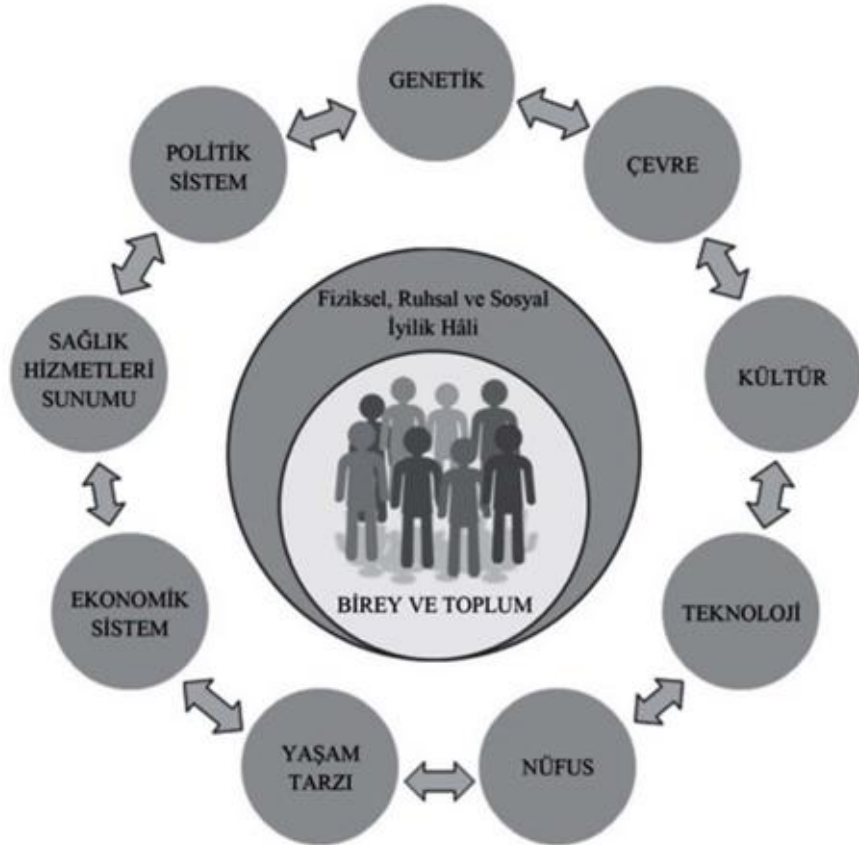 GENETİK
ÇEVRE
KÜLTÜR
TEKNOLOJİ
NÜFUS
YAŞAM
TARZI
EKONOMİK
SİSTEM
SAĞLIK
HİZMETLERİ
SUNUMU
POLİTİK
SİSTEM
Fiziksel, Ruhsal ve Sosyal
İyilik Hâli
BİREY VE TOPLUM